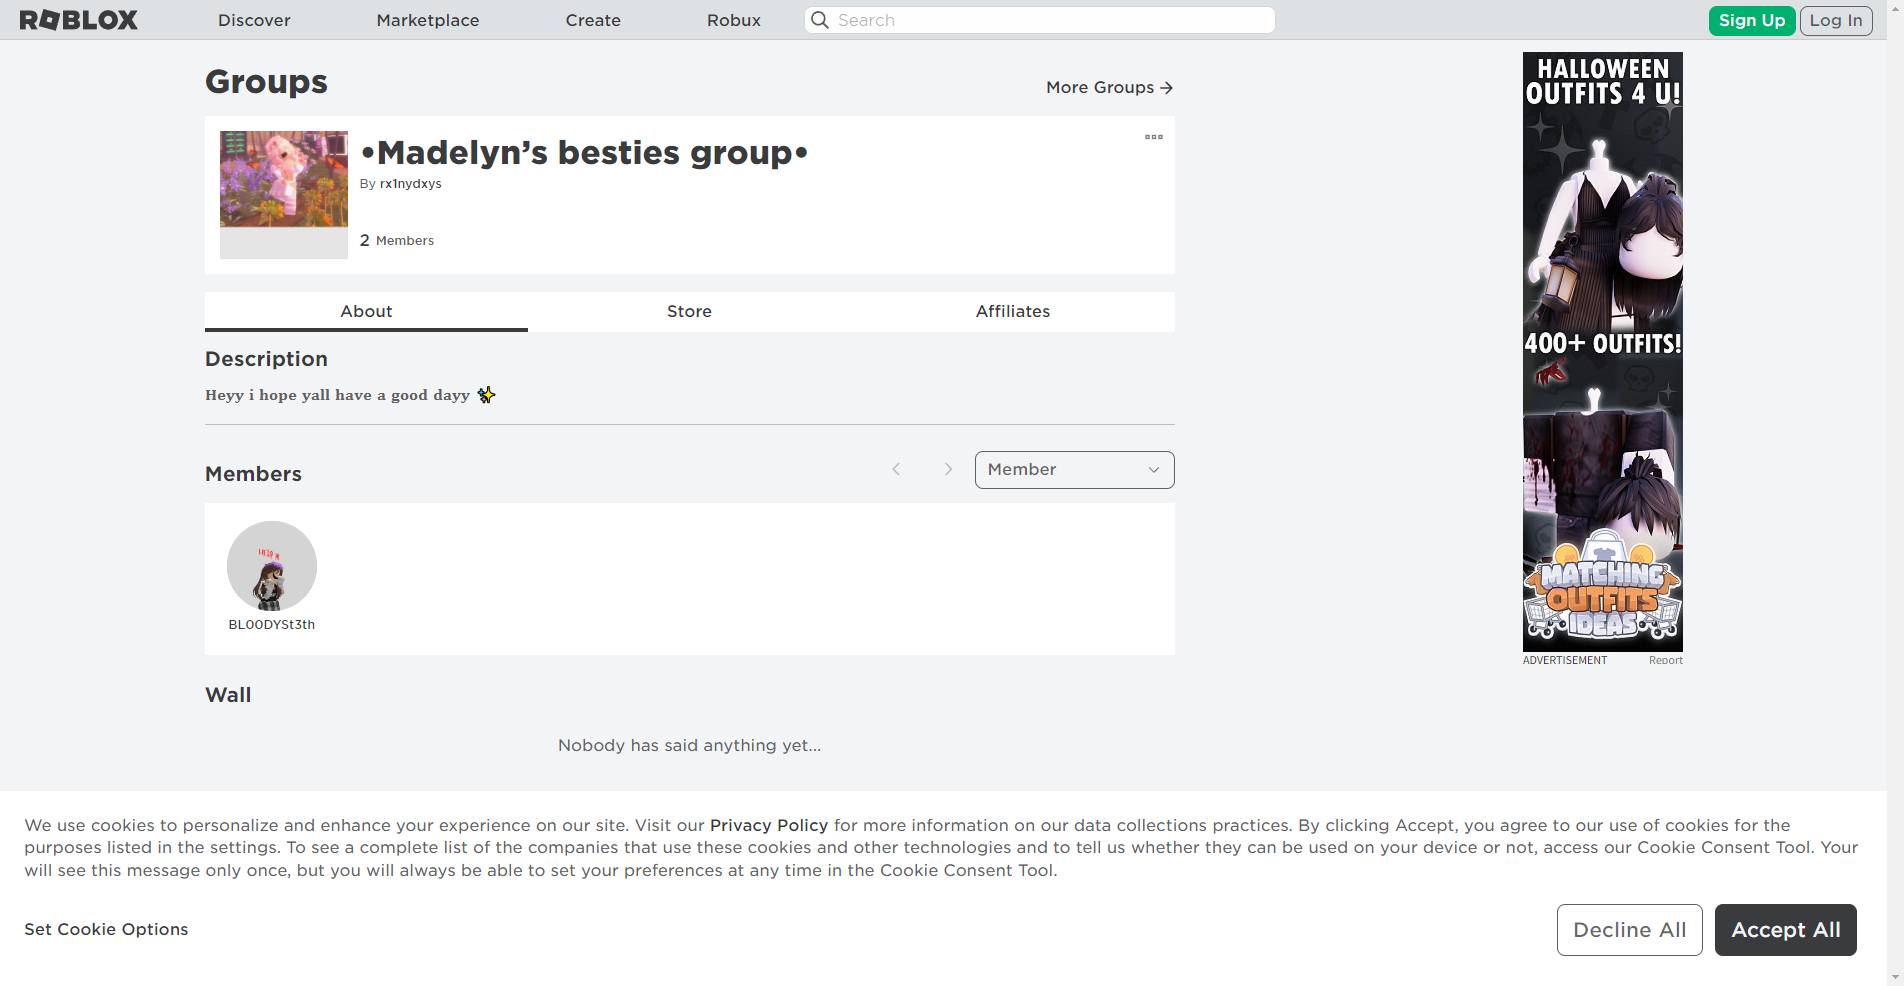 ROBLOX
Discover
Marketplace
Create
Robux
Search
Sign Up
Log In
Groups
More Groups
•Madelyn’s besties group•
By rx1nydxys
2 Members
About
Store
Affiliates
Description
Heyy i hope yall have a good dayy ✨
Members
Member
BL00DYSt3th
Wall
Nobody has said anything yet...
HALLOWEEN
OUTFITS 4 U!
400+ OUTFITS!
MATCHING
OUTFITS
IDEAS
ADVERTISEMENT
Report
We use cookies to personalize and enhance your experience on our site. Visit our Privacy Policy for more information on our data collections practices. By clicking Accept, you agree to our use of cookies for the
purposes listed in the settings. To see a complete list of the companies that use these cookies and other technologies and to tell us whether they can be used on your device or not, access our Cookie Consent Tool. Your
will see this message only once, but you will always be able to set your preferences at any time in the Cookie Consent Tool.
Set Cookie Options
Decline All
Accept All